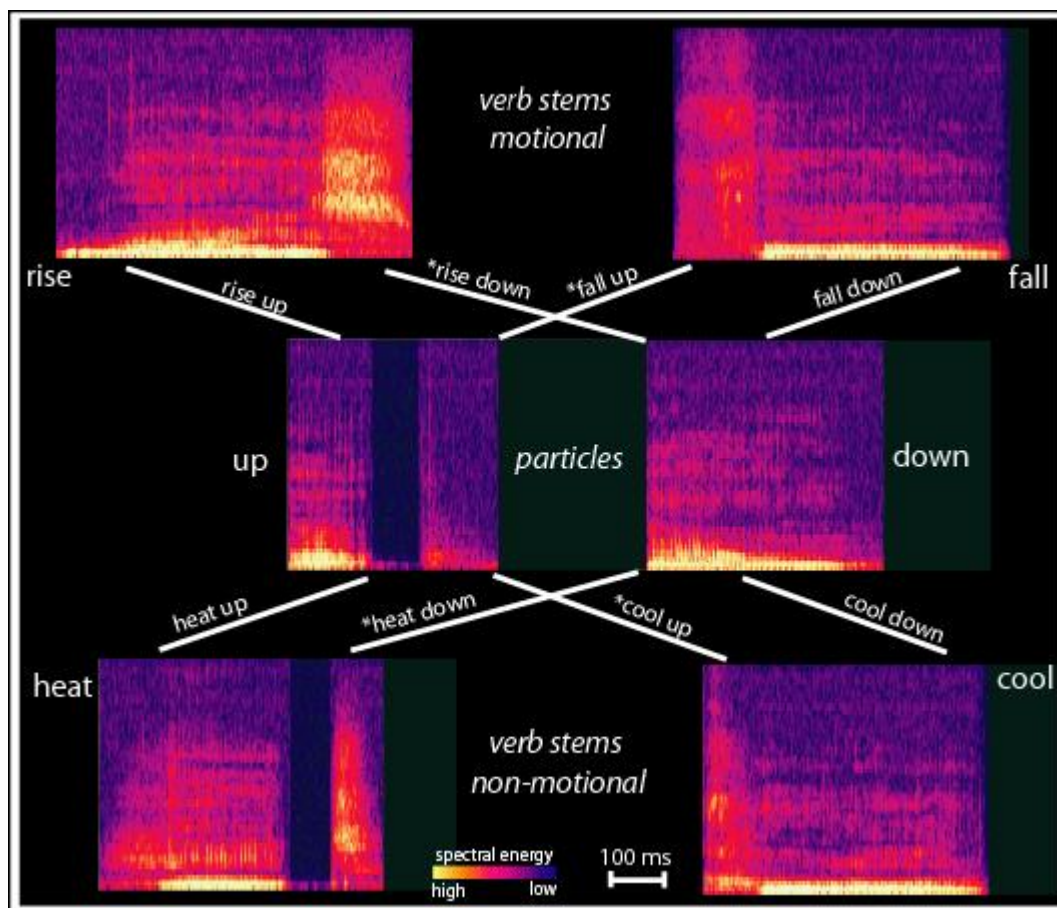 verb stems
motional
rise
fall
rise up
*rise down
*fall up
fall down
up
particles
down
heat up
*heat down
*cool up
cool down
heat
cool
verb stems
non-motional
spectral energy
high
low
100 ms